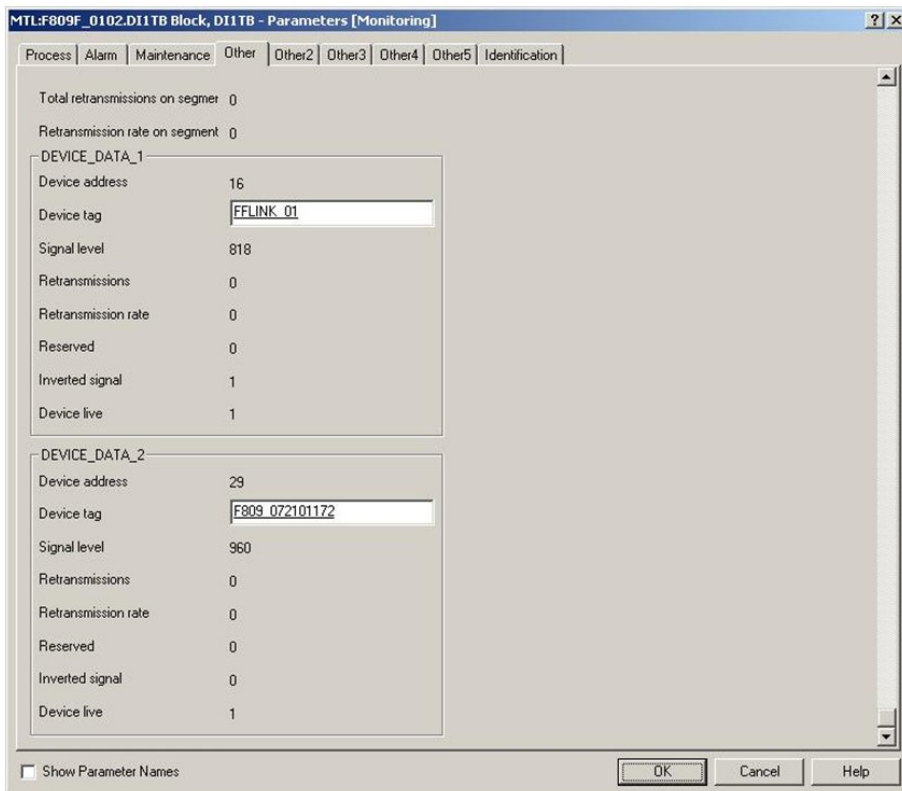 MTL:F809F_0102.DI1TB Block, DI1TB - Parameters [Monitoring]
Process Alarm Maintenance Other Other2 Other3 Other4 Other5 Identification
Total retransmissions on segmer 0
Retransmission rate on segment 0
DEVICE_DATA_1
Device address 16
Device tag FFLINK_01
Signal level 818
Retransmissions 0
Retransmission rate 0
Reserved 0
Inverted signal 1
Device live 1
DEVICE_DATA_2
Device address 29
Device tag F809_072101172
Signal level 960
Retransmissions 0
Retransmission rate 0
Reserved 0
Inverted signal 0
Device live 1
Show Parameter Names OK Cancel Help